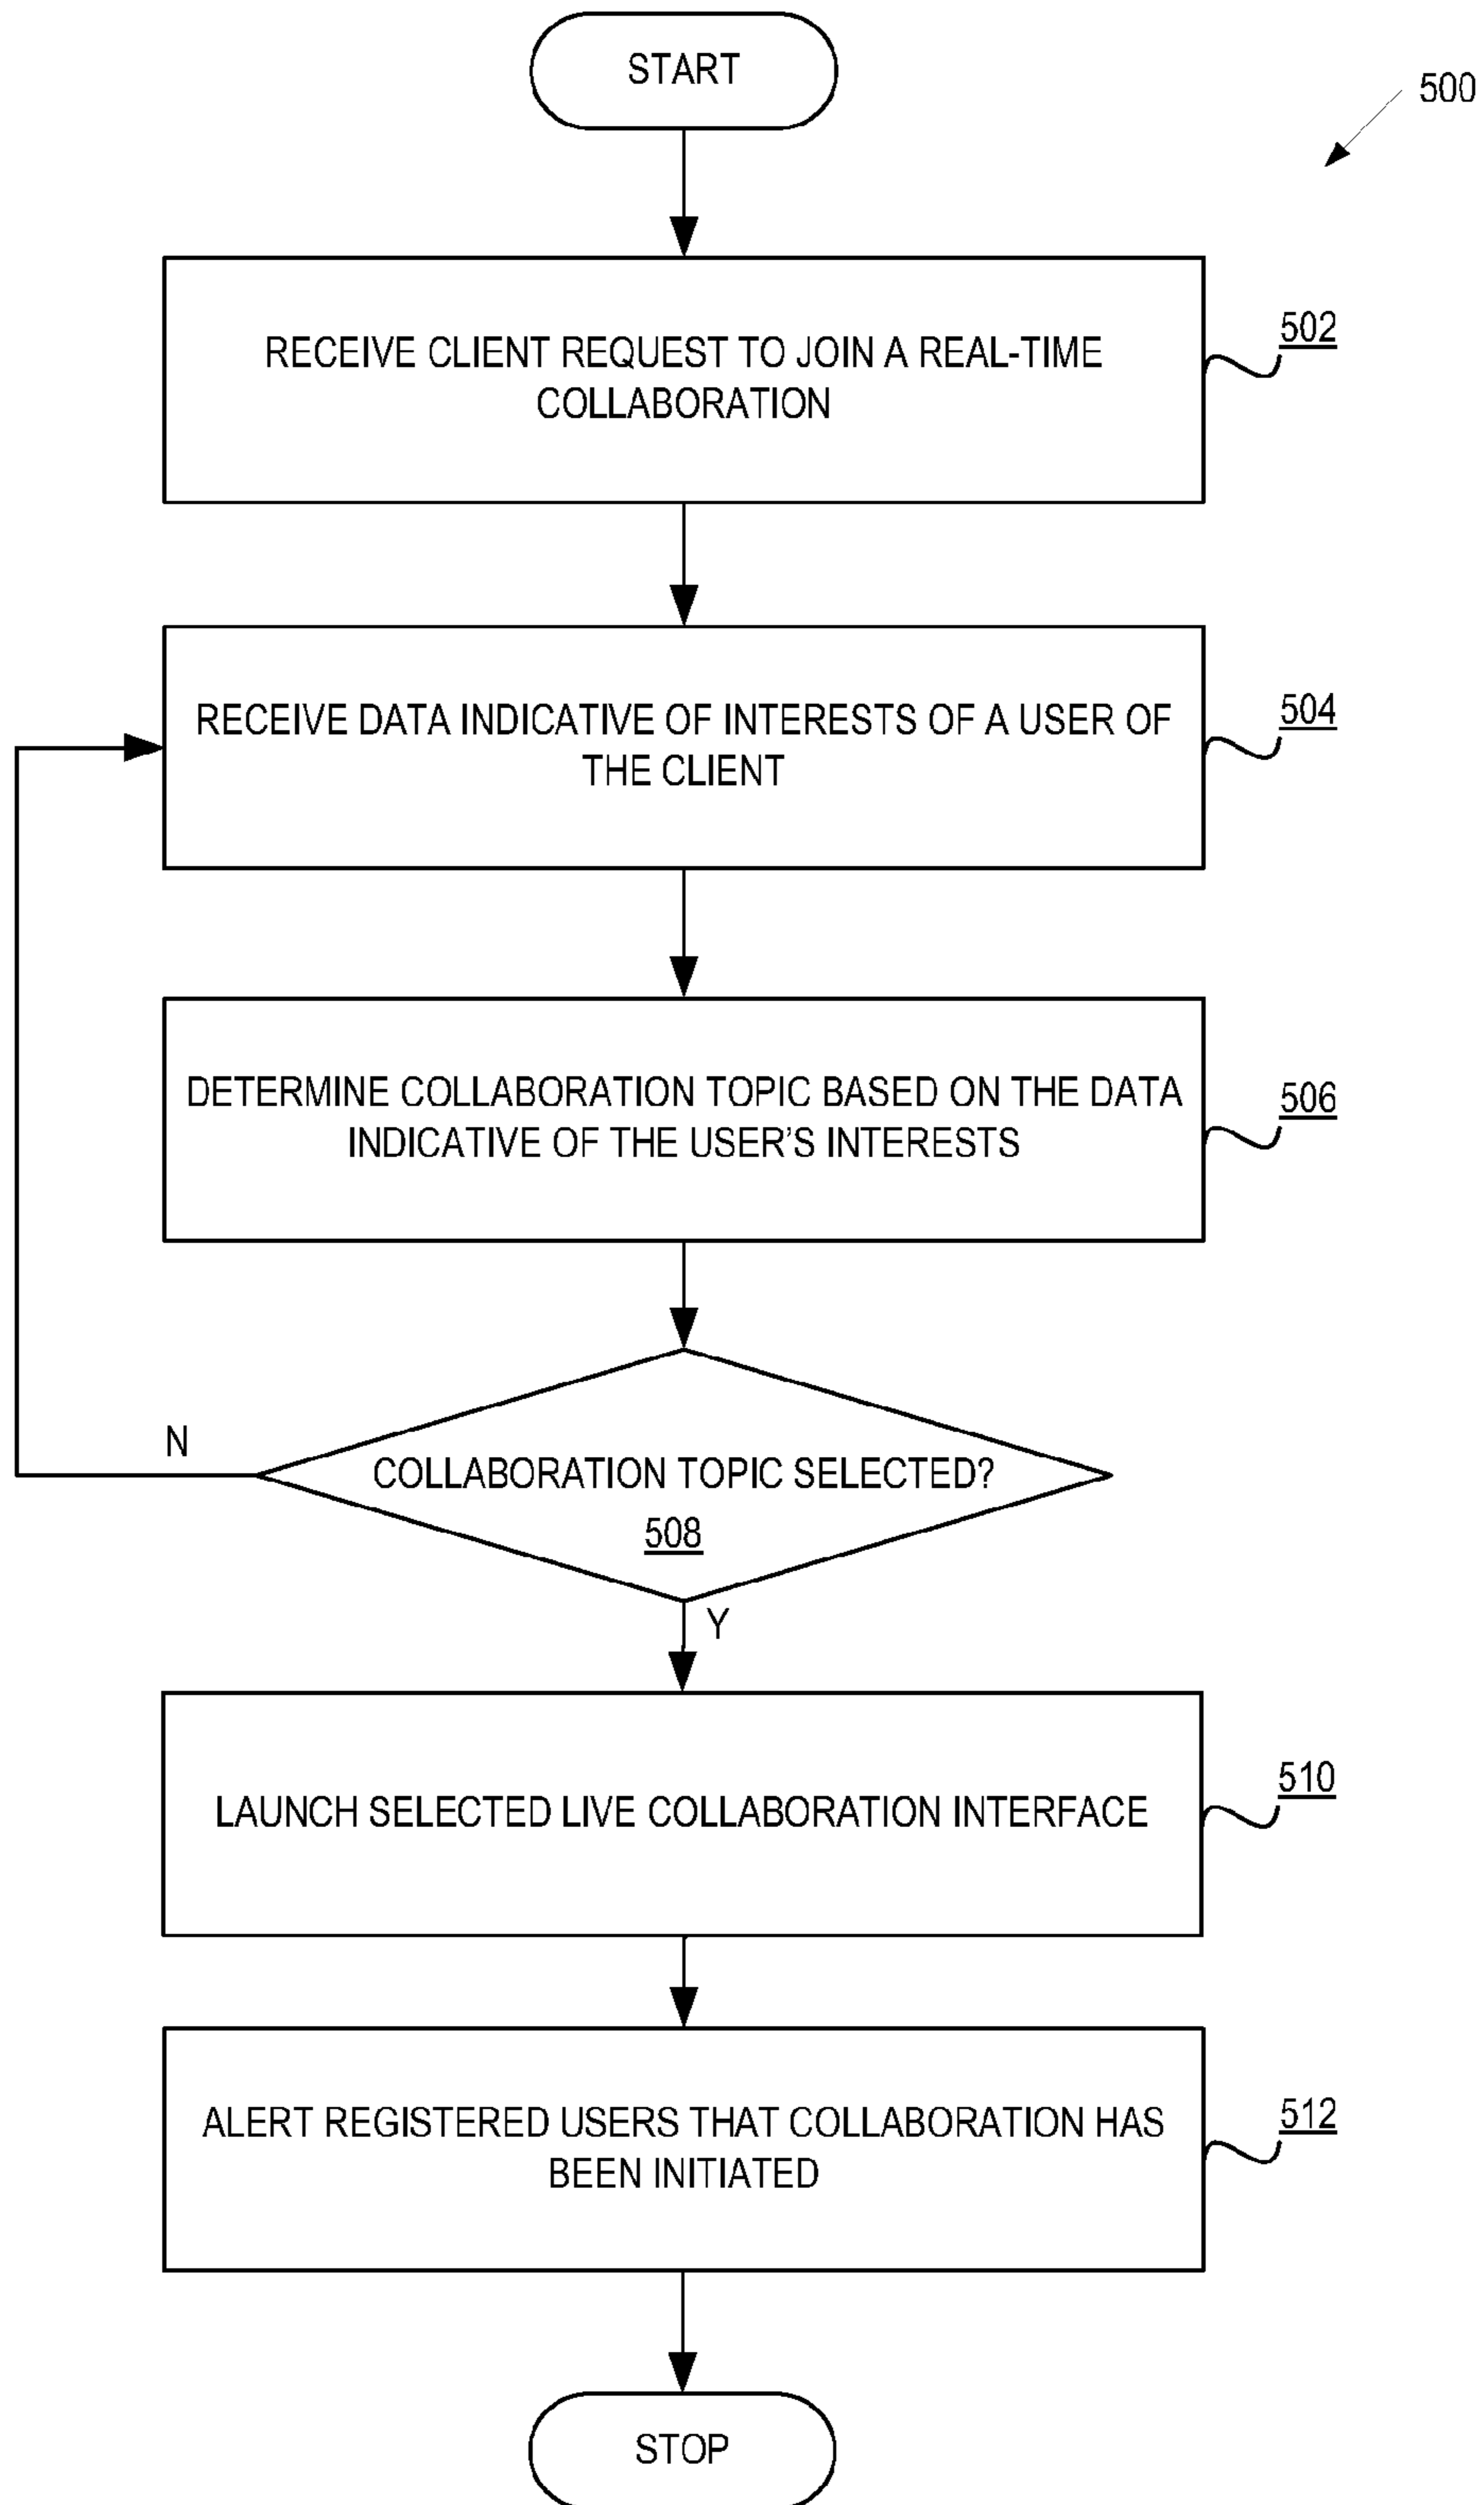 START
500
RECEIVE CLIENT REQUEST TO JOIN A REAL-TIME
COLLABORATION
502
RECEIVE DATA INDICATIVE OF INTERESTS OF A USER OF
THE CLIENT
504
DETERMINE COLLABORATION TOPIC BASED ON THE DATA
INDICATIVE OF THE USER’S INTERESTS
506
N
COLLABORATION TOPIC SELECTED?
508
Y
LAUNCH SELECTED LIVE COLLABORATION INTERFACE
510
ALERT REGISTERED USERS THAT COLLABORATION HAS
BEEN INITIATED
512
STOP